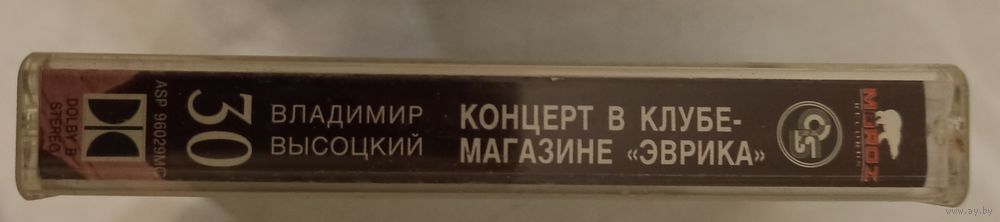 DOLBY B
STEREO
ASP 96029MC
30
ВЛАДИМИР
ВЫСОЦКИЙ
КОНЦЕРТ В КЛУБЕ-
МАГАЗИНЕ «ЭВРИКА»
MOROZ
RECORDS
www.ay.by